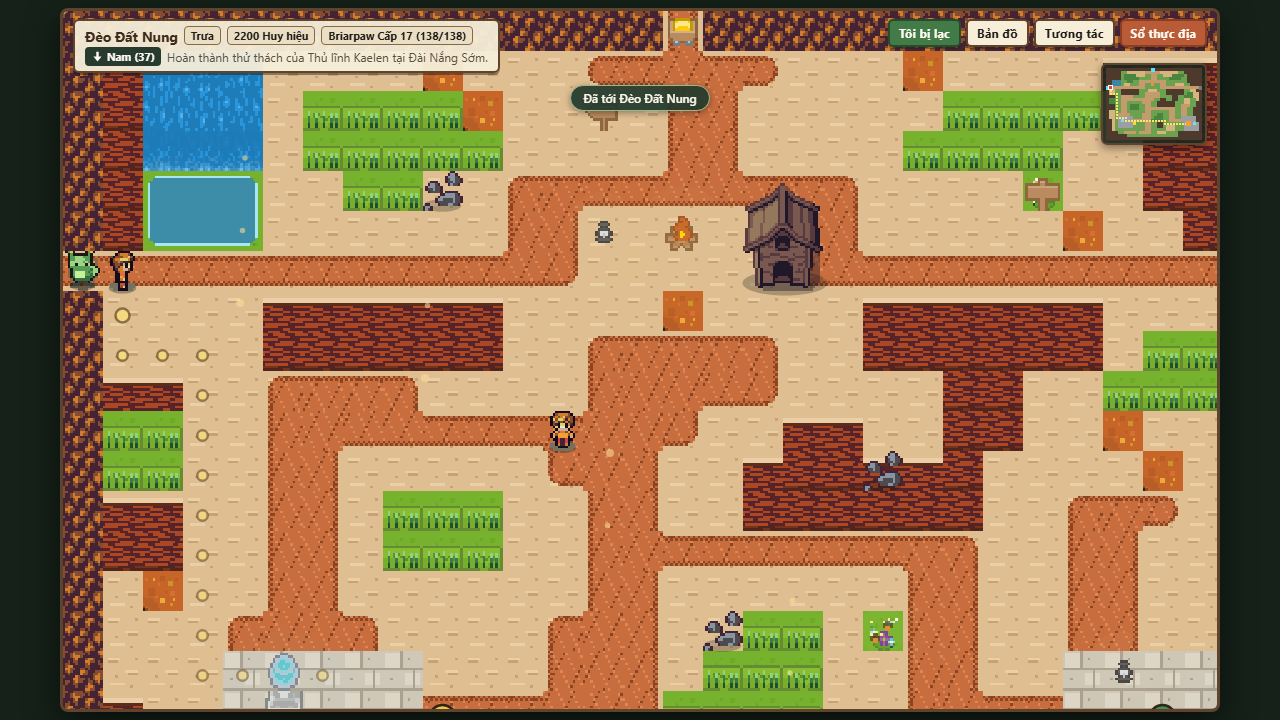 Đèo Đất Nung Trưa 2200 Huy hiệu Briarpaw Cấp 17 (138/138)
Nam (37) Hoàn thành thử thách của Thủ lĩnh Kaelen tại Đài Nắng Sớm.
Tôi bị lạc Bản đồ Tương tác Sổ thực địa
Đã tới Đèo Đất Nung